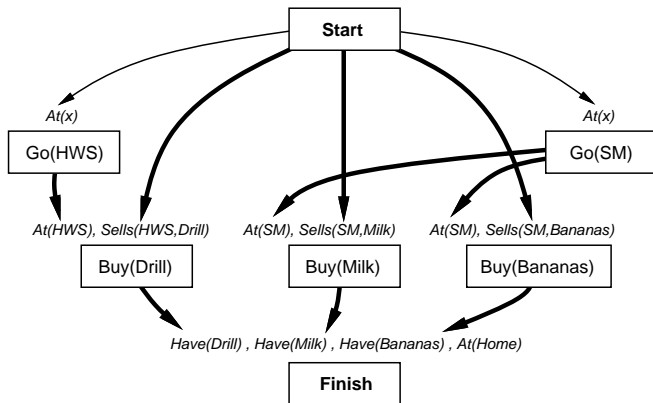 Start
At(x) At(x)
Go(HWS) Go(SM)
At(HWS), Sells(HWS,Drill) At(SM), Sells(SM,Milk) At(SM), Sells(SM,Bananas)
Buy(Drill) Buy(Milk) Buy(Bananas)
Have(Drill) , Have(Milk) , Have(Bananas) , At(Home)
Finish